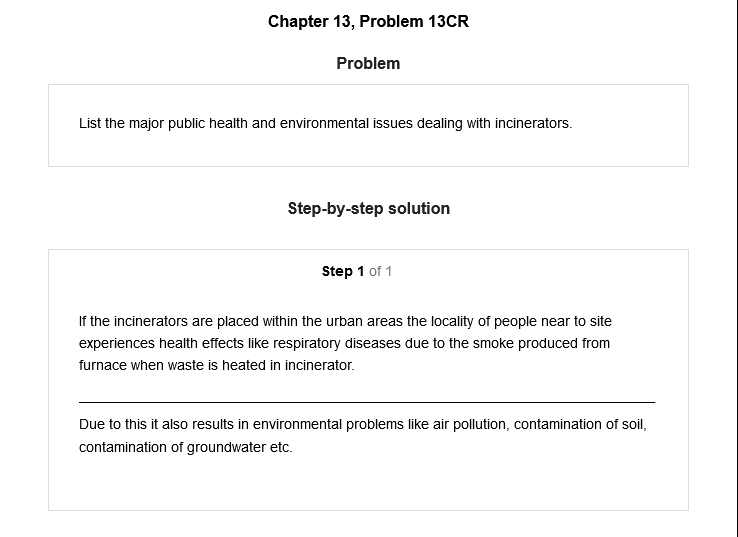 Chapter 13, Problem 13CR
Problem
List the major public health and environmental issues dealing with incinerators.
Step-by-step solution
Step 1 of 1
If the incinerators are placed within the urban areas the locality of people near to site
experiences health effects like respiratory diseases due to the smoke produced from
furnace when waste is heated in incinerator.
Due to this it also results in environmental problems like air pollution, contamination of soil,
contamination of groundwater etc.